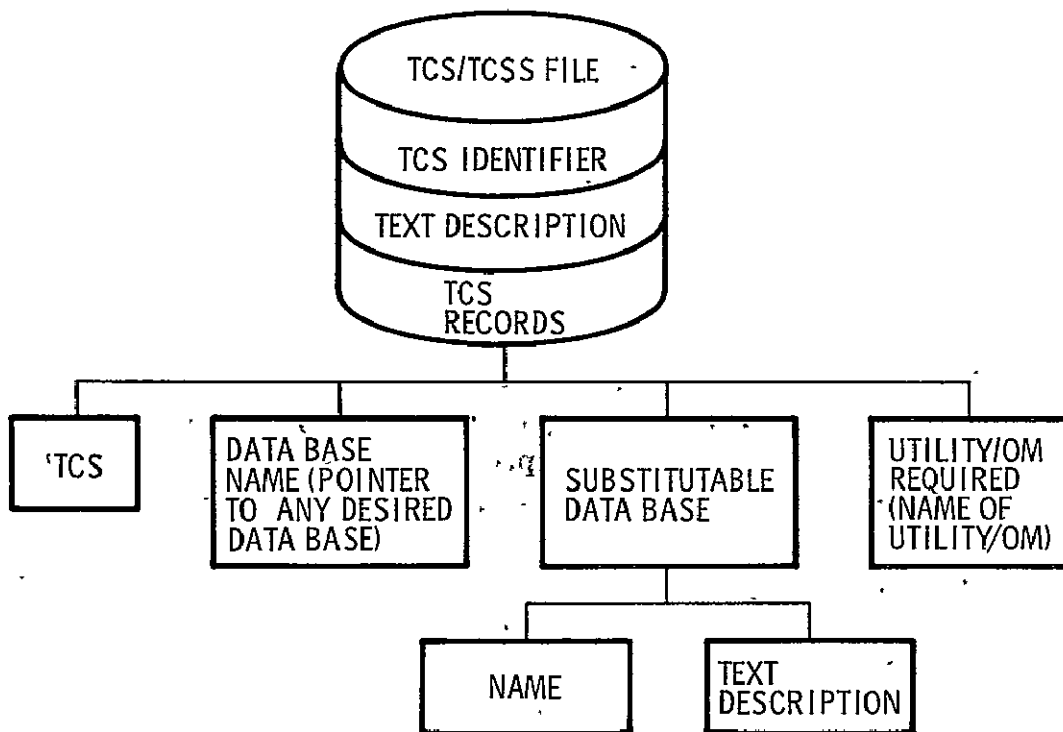 TCS/TCSS FILE
TCS IDENTIFIER
TEXT DESCRIPTION
TCS
RECORDS
TCS
DATA BASE
NAME (POINTER
TO ANY DESIRED
DATA BASE)
SUBSTITUTABLE
DATA BASE
UTILITY/OM
REQUIRED
(NAME OF
UTILITY/OM)
NAME
TEXT
DESCRIPTION